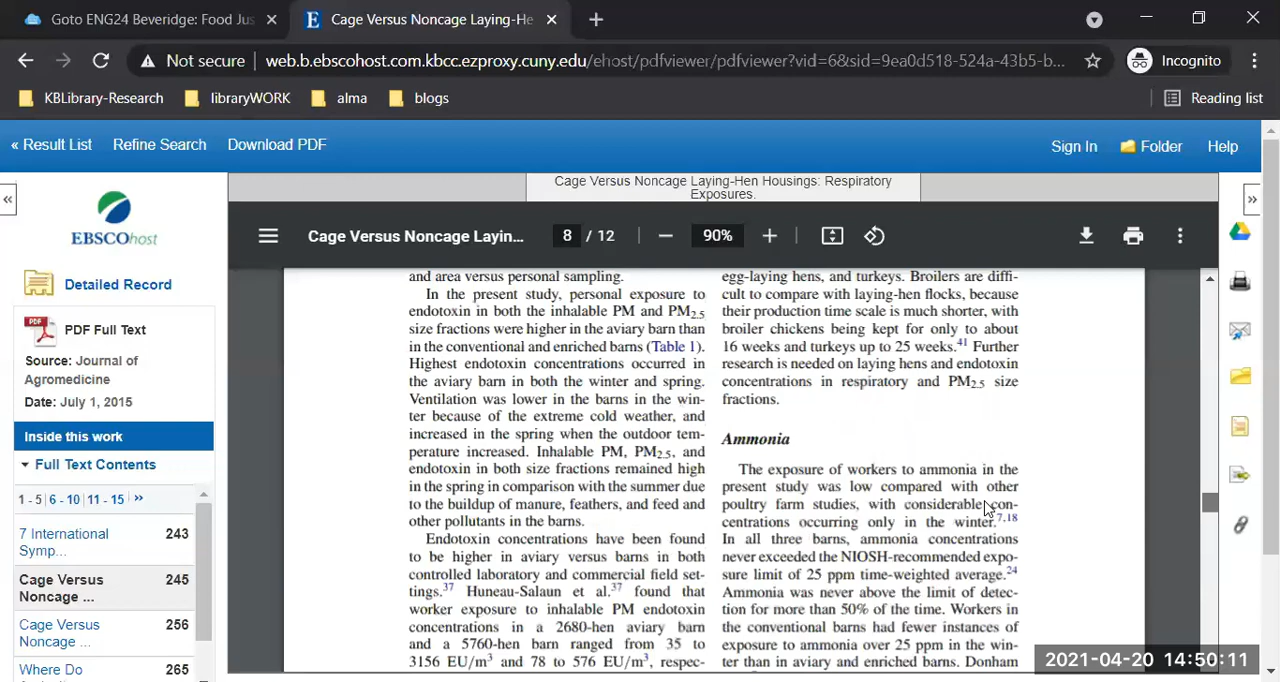 Goto ENG24 Beveridge: Food Jus
Cage Versus Noncage Laying-He
Not secure
web.b.ebscohost.com.kbcc.ezproxy.cuny.edu/ehost/pdfviewer/pdfviewer?vid=6&sid=9ea0d518-524a-43b5-b...
Incognito
KBLibrary-Research
libraryWORK
alma
blogs
Reading list
« Result List
Refine Search
Download PDF
Sign In
Folder
Help
EBSCOhost
Detailed Record
PDF
PDF Full Text
Source: Journal of
Agromedicine
Date: July 1, 2015
Inside this work
Full Text Contents
1 - 5 | 6 - 10 | 11 - 15 | »
7 International
Symp...
243
Cage Versus
Noncage ...
245
Cage Versus
Noncage ...
256
Where Do
265
Cage Versus Noncage Laying-Hen Housings: Respiratory
Exposures.
Cage Versus Noncage Layin...
8 / 12
90%
and area versus personal sampling.
In the present study, personal exposure to
endotoxin in both the inhalable PM and PM2.5
size fractions were higher in the aviary barn than
in the conventional and enriched barns (Table 1).
Highest endotoxin concentrations occurred in
the aviary barn in both the winter and spring.
Ventilation was lower in the barns in the win-
ter because of the extreme cold weather, and
increased in the spring when the outdoor tem-
perature increased. Inhalable PM, PM2.5, and
endotoxin in both size fractions remained high
in the spring in comparison with the summer due
to the buildup of manure, feathers, and feed and
other pollutants in the barns.
Endotoxin concentrations have been found
to be higher in aviary versus barns in both
controlled laboratory and commercial field set-
tings.37 Huneau-Salaun et al.37 found that
worker exposure to inhalable PM endotoxin
concentrations in a 2680-hen aviary barn
and a 5760-hen barn ranged from 35 to
3156 EU/m3 and 78 to 576 EU/m3, respec-
egg-laying hens, and turkeys. Broilers are diffi-
cult to compare with laying-hen flocks, because
their production time scale is much shorter, with
broiler chickens being kept for only to about
16 weeks and turkeys up to 25 weeks.41 Further
research is needed on laying hens and endotoxin
concentrations in respiratory and PM2.5 size
fractions.
Ammonia
The exposure of workers to ammonia in the
present study was low compared with other
poultry farm studies, with considerable con-
centrations occurring only in the winter.7,18
In all three barns, ammonia concentrations
never exceeded the NIOSH-recommended expo-
sure limit of 25 ppm time-weighted average.24
Ammonia was never above the limit of detec-
tion for more than 50% of the time. Workers in
the conventional barns had fewer instances of
exposure to ammonia over 25 ppm in the win-
ter than in aviary and enriched barns. Donham
2021-04-20 14:50:11